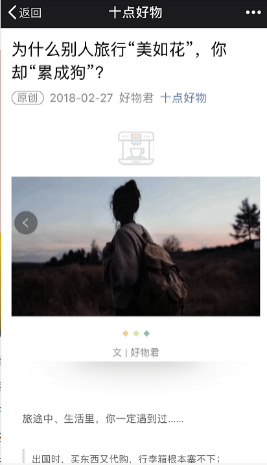 返回
十点好物
为什么别人旅行“美如花”，你
却“累成狗”？
原创 2018-02-27 好物君 十点好物
文 | 好物君
旅途中、生活里，你一定遇到过......
出国时，买东西又代购，行李箱根本塞不下；